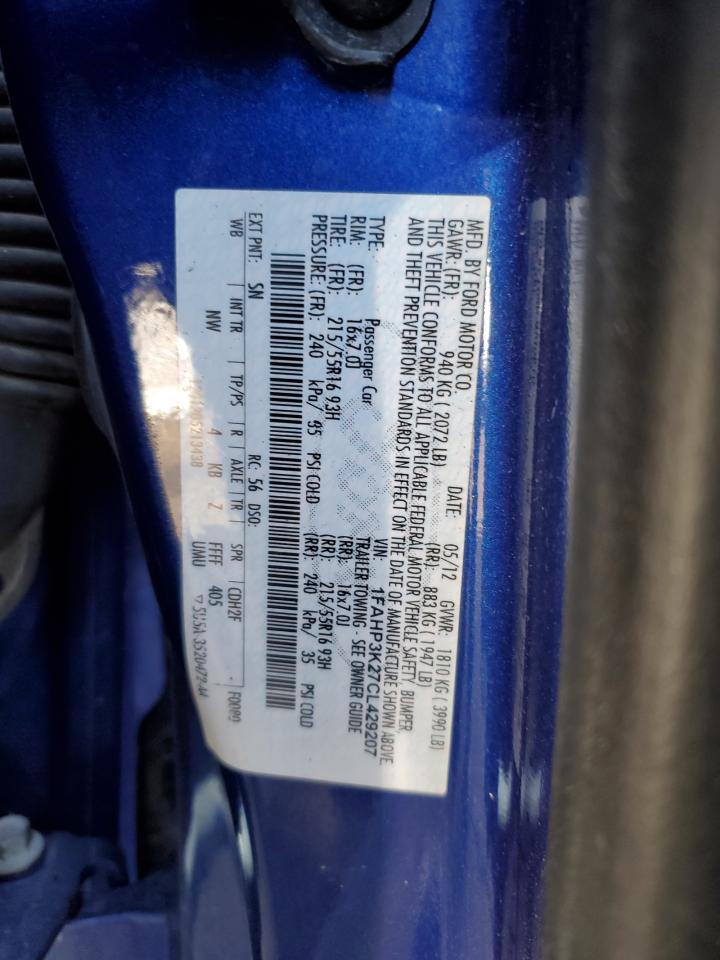 MFD. BY FORD MOTOR CO.
DATE: 05/12 GVWR: 1810 KG ( 3990 LB)
GAWR: (FR): 940 KG ( 2072 LB) (RR): 883 KG ( 1947 LB)
THIS VEHICLE CONFORMS TO ALL APPLICABLE FEDERAL MOTOR VEHICLE SAFETY, BUMPER,
AND THEFT PREVENTION STANDARDS IN EFFECT ON THE DATE OF MANUFACTURE SHOWN ABOVE.
VIN: 1FAHP3K27CL429207
TYPE: Passenger Car TRAILER TOWING - SEE OWNER GUIDE
RIM: (FR): 16x7.0J (RR): 16x7.0J
TIRE: (FR): 215/55R16 93H (RR): 215/55R16 93H
PRESSURE: (FR): 240 kPa/ 35 PSI COLD (RR): 240 kPa/ 35 PSI COLD
F0080
EXT PNT: SN RC: 56 DSO:
WB INT TR TP/PS R AXLE TR SPR CDH2F
NW 4 KB Z FFFF 405
UMU